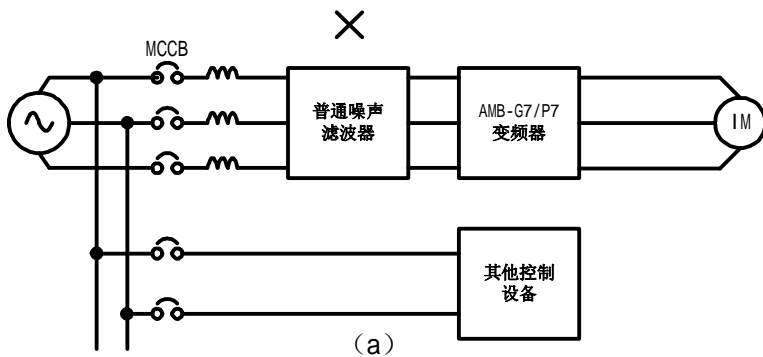 MCCB
普通噪声
滤波器
AMB-G7/P7
变频器
IM
其他控制
设备
（a）